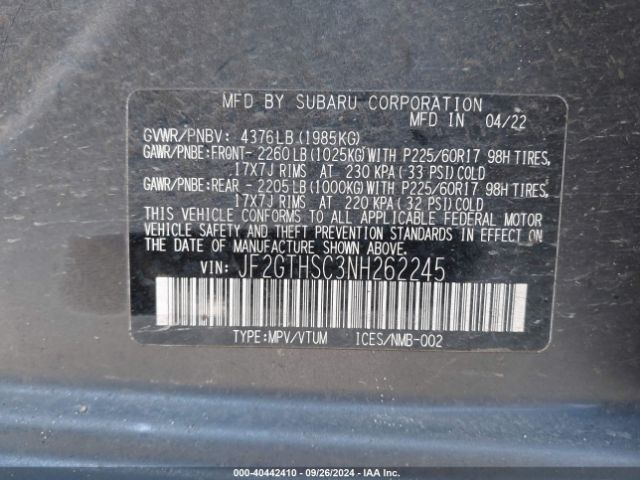 MFD BY SUBARU CORPORATION
MFD IN 04/22
GVWR/PNBV: 4376LB(1985KG)
GAWR/PNBE:FRONT- 2260LB(1025KG)WITH P225/60R17 98H TIRES,
17X7J RIMS AT 230 KPA( 33 PSI)COLD
GAWR/PNBE:REAR - 2205LB(1000KG)WITH P225/60R17 98H TIRES,
17X7J RIMS AT 220 KPA( 32 PSI)COLD
THIS VEHICLE CONFORMS TO ALL APPLICABLE FEDERAL MOTOR
VEHICLE SAFETY AND THEFT PREVENTION STANDARDS IN EFFECT ON
THE DATE OF MANUFACTURE SHOWN ABOVE.
VIN: JF2GTHSC3NH262245
TYPE:MPV/VTUM ICES/NMB-002
000-40442410 - 09/26/2024 - IAA Inc.